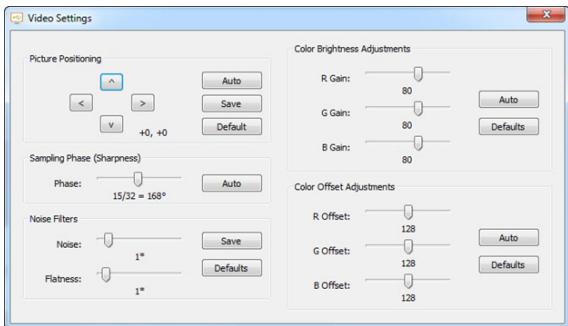 Video Settings
Picture Positioning
^
Auto
<
>
Save
v
+0, +0
Default
Sampling Phase (Sharpness)
Phase:
Auto
15/32 = 168°
Noise Filters
Noise:
Save
1*
Defaults
Flatness:
1*
Color Brightness Adjustments
R Gain:
80
Auto
G Gain:
80
Defaults
B Gain:
80
Color Offset Adjustments
R Offset:
128
Auto
G Offset:
128
Defaults
B Offset:
128